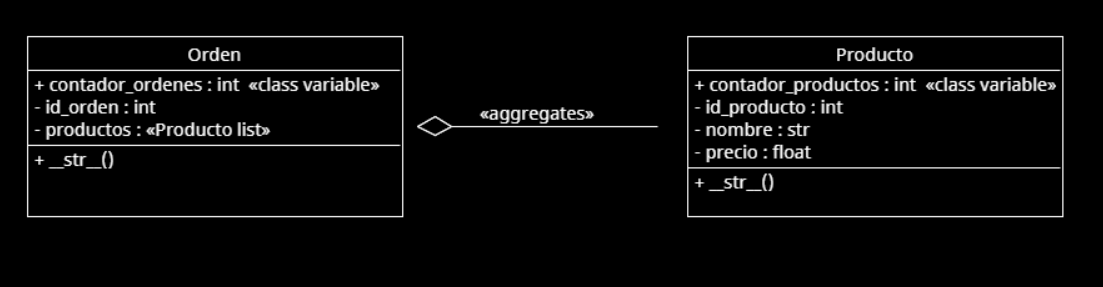 Orden
+ contador_ordenes : int «class variable»
- id_orden : int
- productos : «Producto list»
+ __str__()
«aggregates»
Producto
+ contador_productos : int «class variable»
- id_producto : int
- nombre : str
- precio : float
+ __str__()